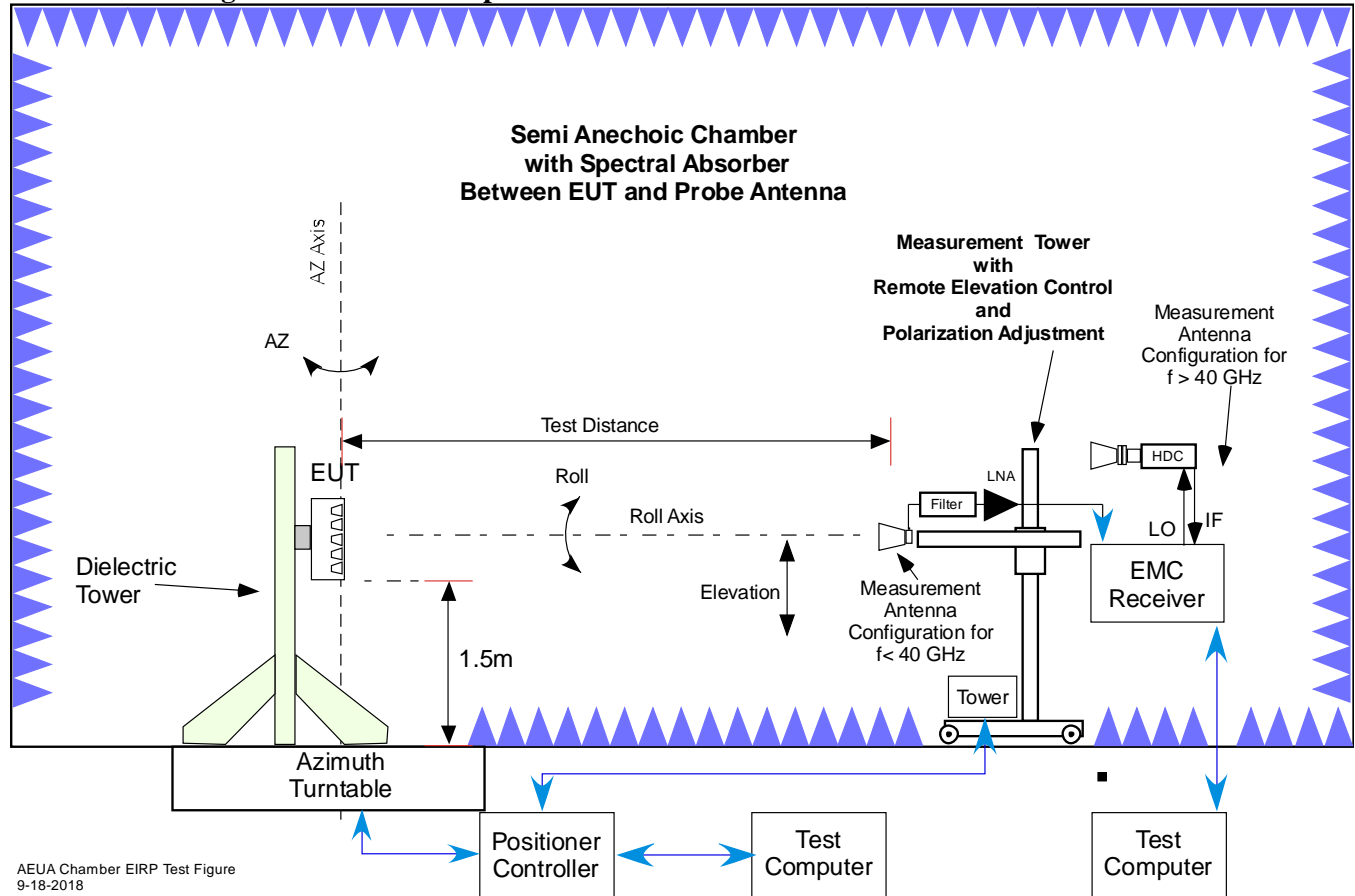 Semi Anechoic Chamber
with Spectral Absorber
Between EUT and Probe Antenna
AZ Axis
AZ
Measurement Tower
with
Remote Elevation Control
and
Polarization Adjustment
Measurement
Antenna
Configuration for
f > 40 GHz
Test Distance
EUT
Roll
Roll Axis
LNA
Filter
HDC
LO
IF
Dielectric
Tower
Elevation
1.5m
Measurement
Antenna
Configuration for
f< 40 GHz
EMC
Receiver
Tower
Azimuth
Turntable
Positioner
Controller
Test
Computer
Test
Computer
AEUA Chamber EIRP Test Figure
9-18-2018